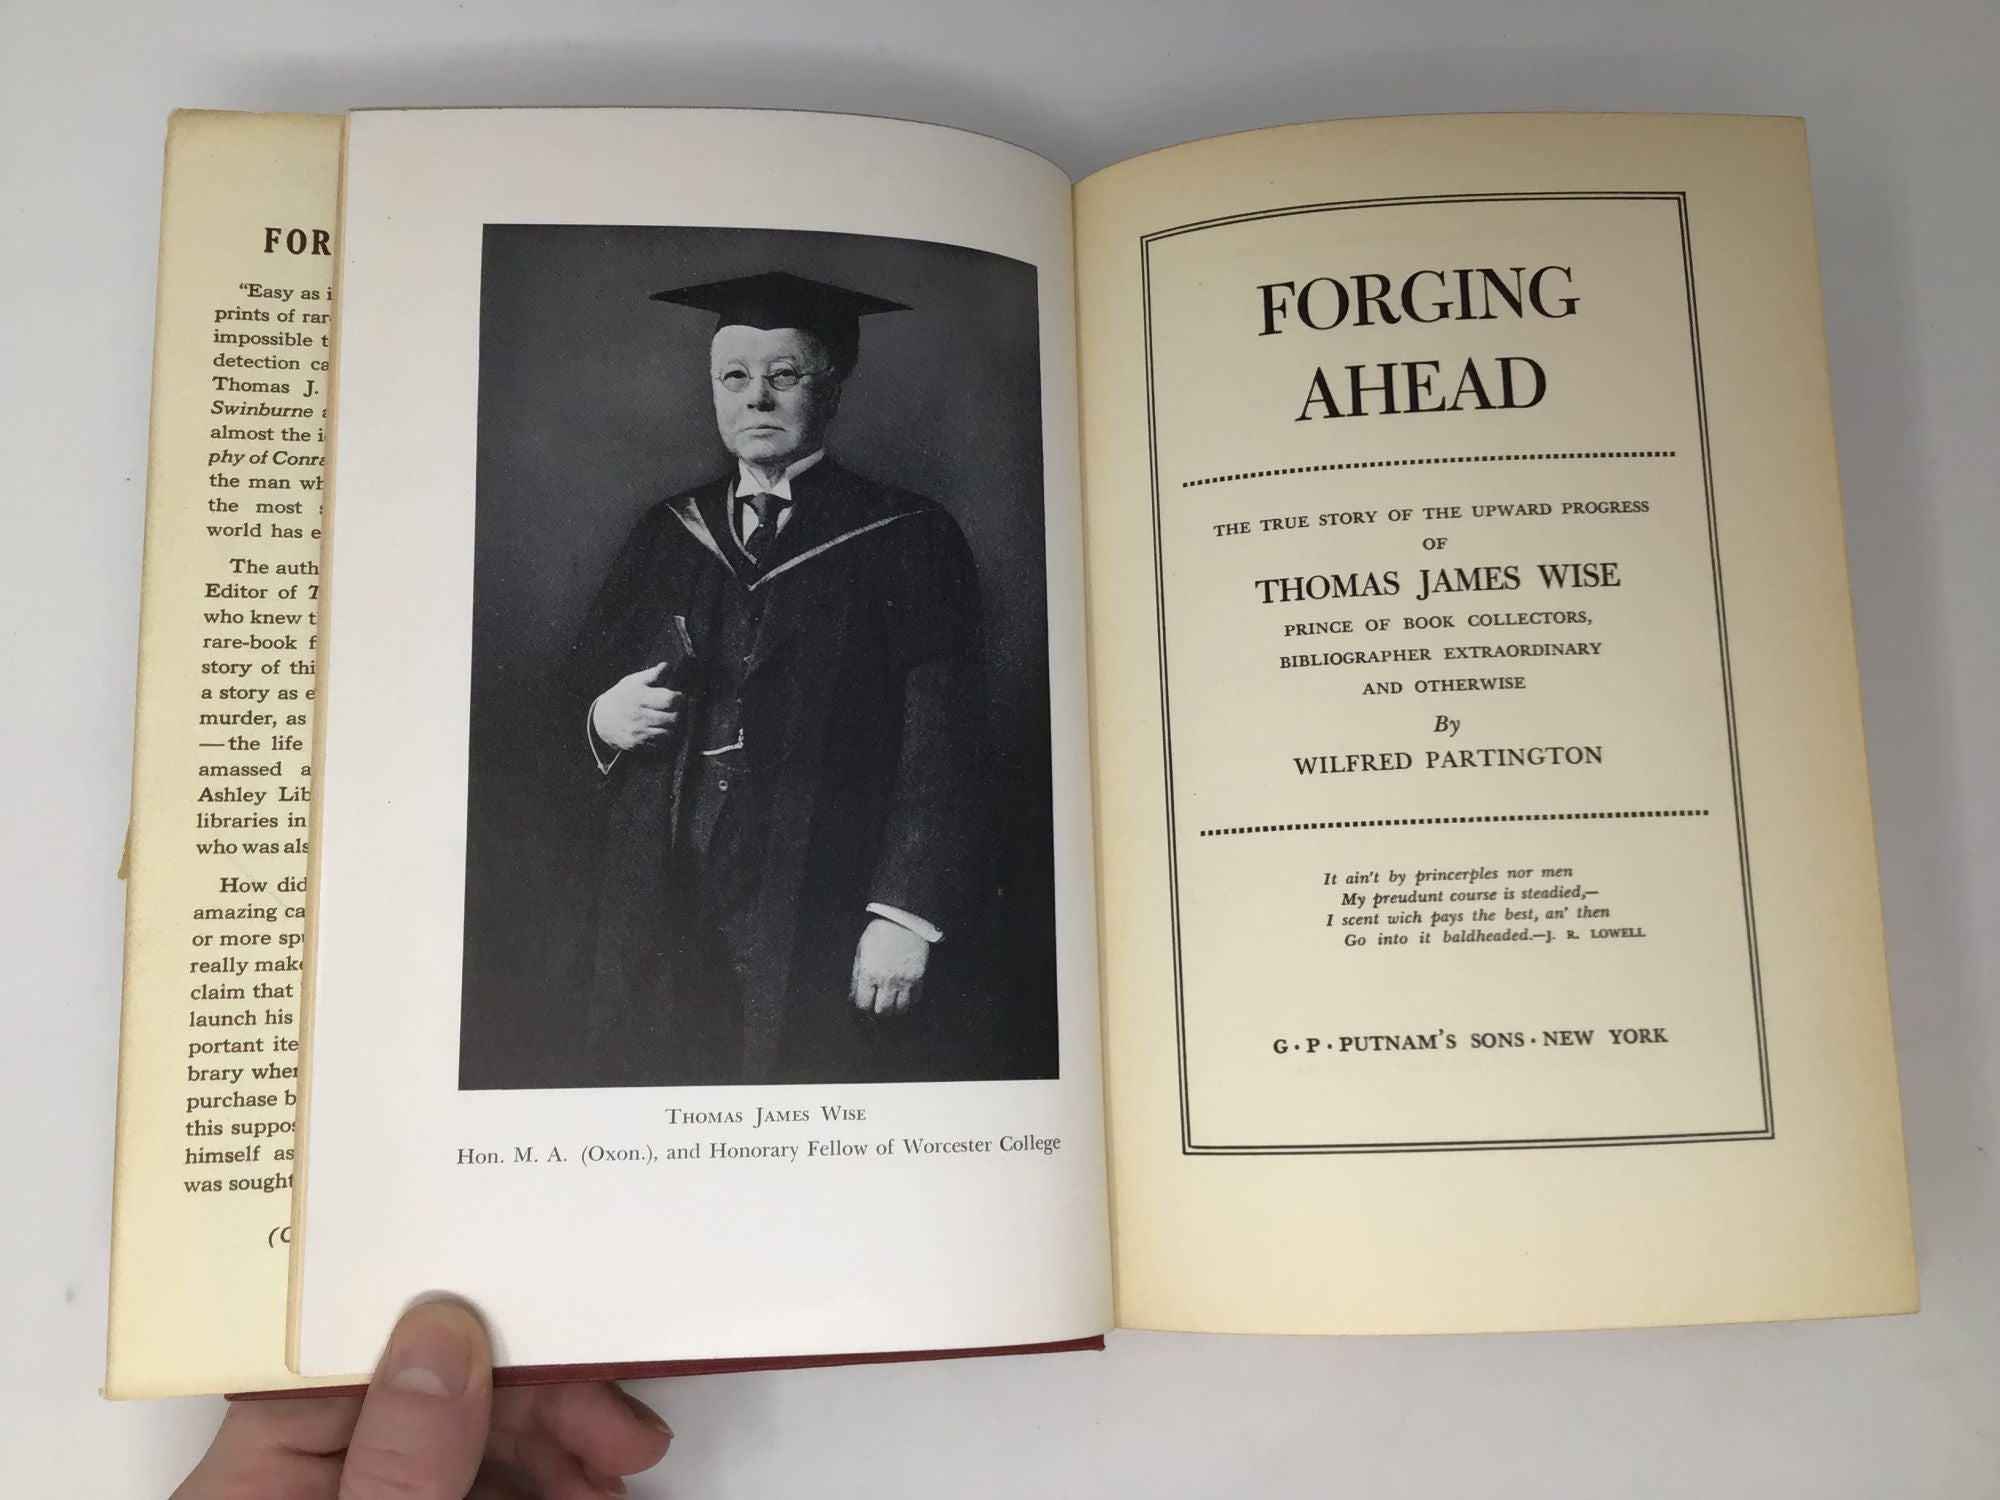 FOR
"Easy as i
prints of rar
impossible t
detection ca
Thomas J.
Swinburne a
almost the i
phy of Conra
the man wh
the most s
world has e
The auth
Editor of T
who knew t
rare-book f
story of thi
a story as e
murder, as
—the life
amassed a
Ashley Lib
libraries in
who was als
How did
amazing ca
or more spu
really make
claim that
launch his
portant ite
brary when
purchase b
this suppos
himself as
was sought
(C
THOMAS JAMES WISE
Hon. M. A. (Oxon.), and Honorary Fellow of Worcester College
FORGING
AHEAD
THE TRUE STORY OF THE UPWARD PROGRESS
OF
THOMAS JAMES WISE
PRINCE OF BOOK COLLECTORS,
BIBLIOGRAPHER EXTRAORDINARY
AND OTHERWISE
By
WILFRED PARTINGTON
It ain't by princerples nor men
My preudunt course is steadied,—
I scent wich pays the best, an' then
Go into it baldheaded.—J. R. LOWELL
G · P · PUTNAM'S SONS · NEW YORK